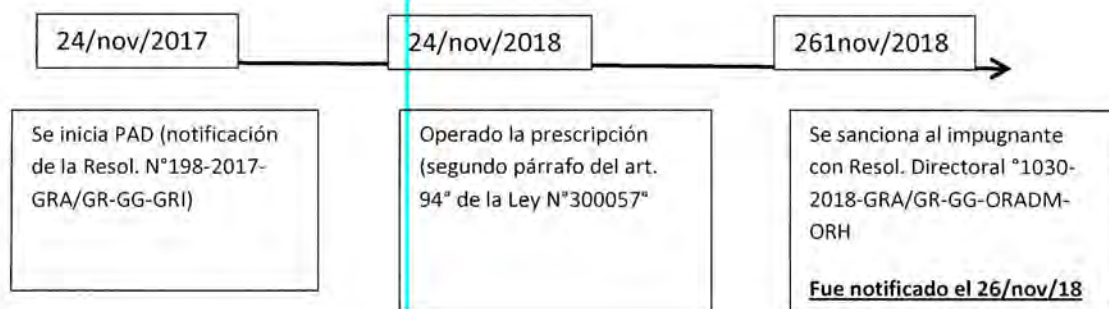 24/nov/2017
24/nov/2018
261nov/2018
Se inicia PAD (notificación
de la Resol. N°198-2017-
GRA/GR-GG-GRI)
Operado la prescripción
(segundo párrafo del art.
94° de la Ley N°300057°
Se sanciona al impugnante
con Resol. Directoral °1030-
2018-GRA/GR-GG-ORADM-
ORH
Fue notificado el 26/nov/18